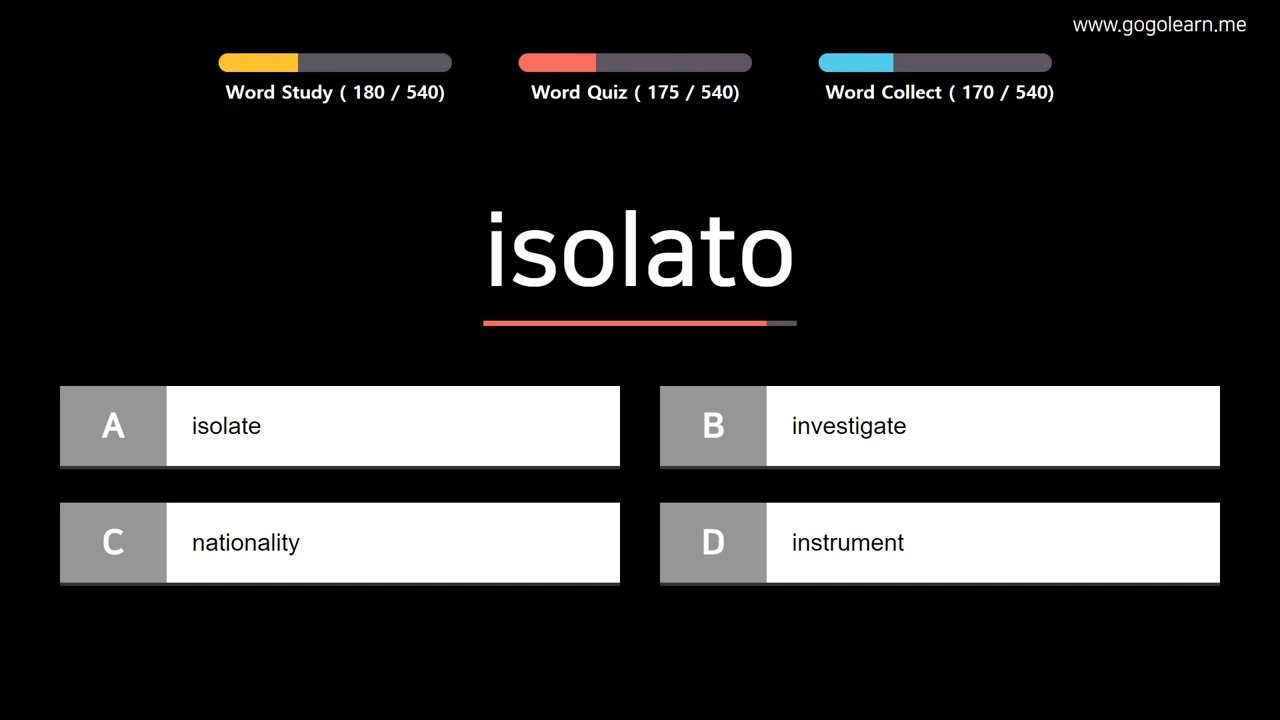 www.gogolearn.me
Word Study ( 180 / 540)
Word Quiz ( 175 / 540)
Word Collect ( 170 / 540)
isolato
A isolate
B investigate
C nationality
D instrument